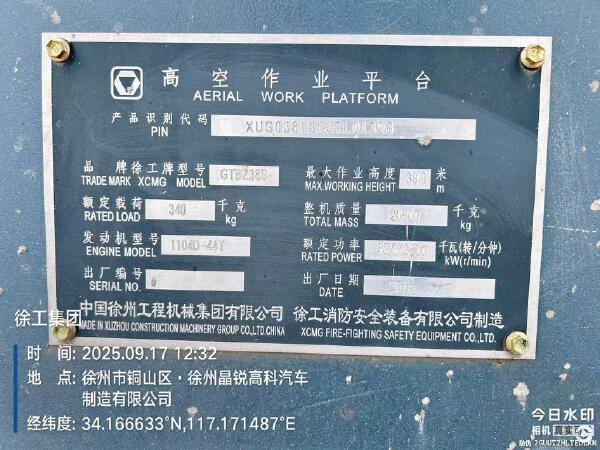 高空作业平台
AERIAL WORK PLATFORM
产品识别代码
PIN
品 牌 徐工牌 型号 GTBZ38S
TRADE MARK XCMG MODEL
最大作业高度 米
MAX.WORKING HEIGHT m
额定载荷 340 千克
RATED LOAD kg
整机质量 千克
TOTAL MASS kg
发动机型号 1104D-44T
ENGINE MODEL
额定功率 千瓦(转/分钟)
RATED POWER kW(r/min)
出厂编号
SERIAL NO.
出厂日期
DATE
中国徐州工程机械集团有限公司 徐工消防安全装备有限公司制造
MADE IN XUZHOU CONSTRUCTION MACHINERY GROUP CO.,LTD.CHINA XCMG FIRE-FIGHTING SAFETY EQUIPMENT CO.,LTD.
徐工集团
时 间: 2025.09.17 12:32
地 点: 徐州市铜山区·徐州晶锐高科汽车
制造有限公司
经纬度: 34.166633°N,117.171487°E
今日水印
相机
防伪